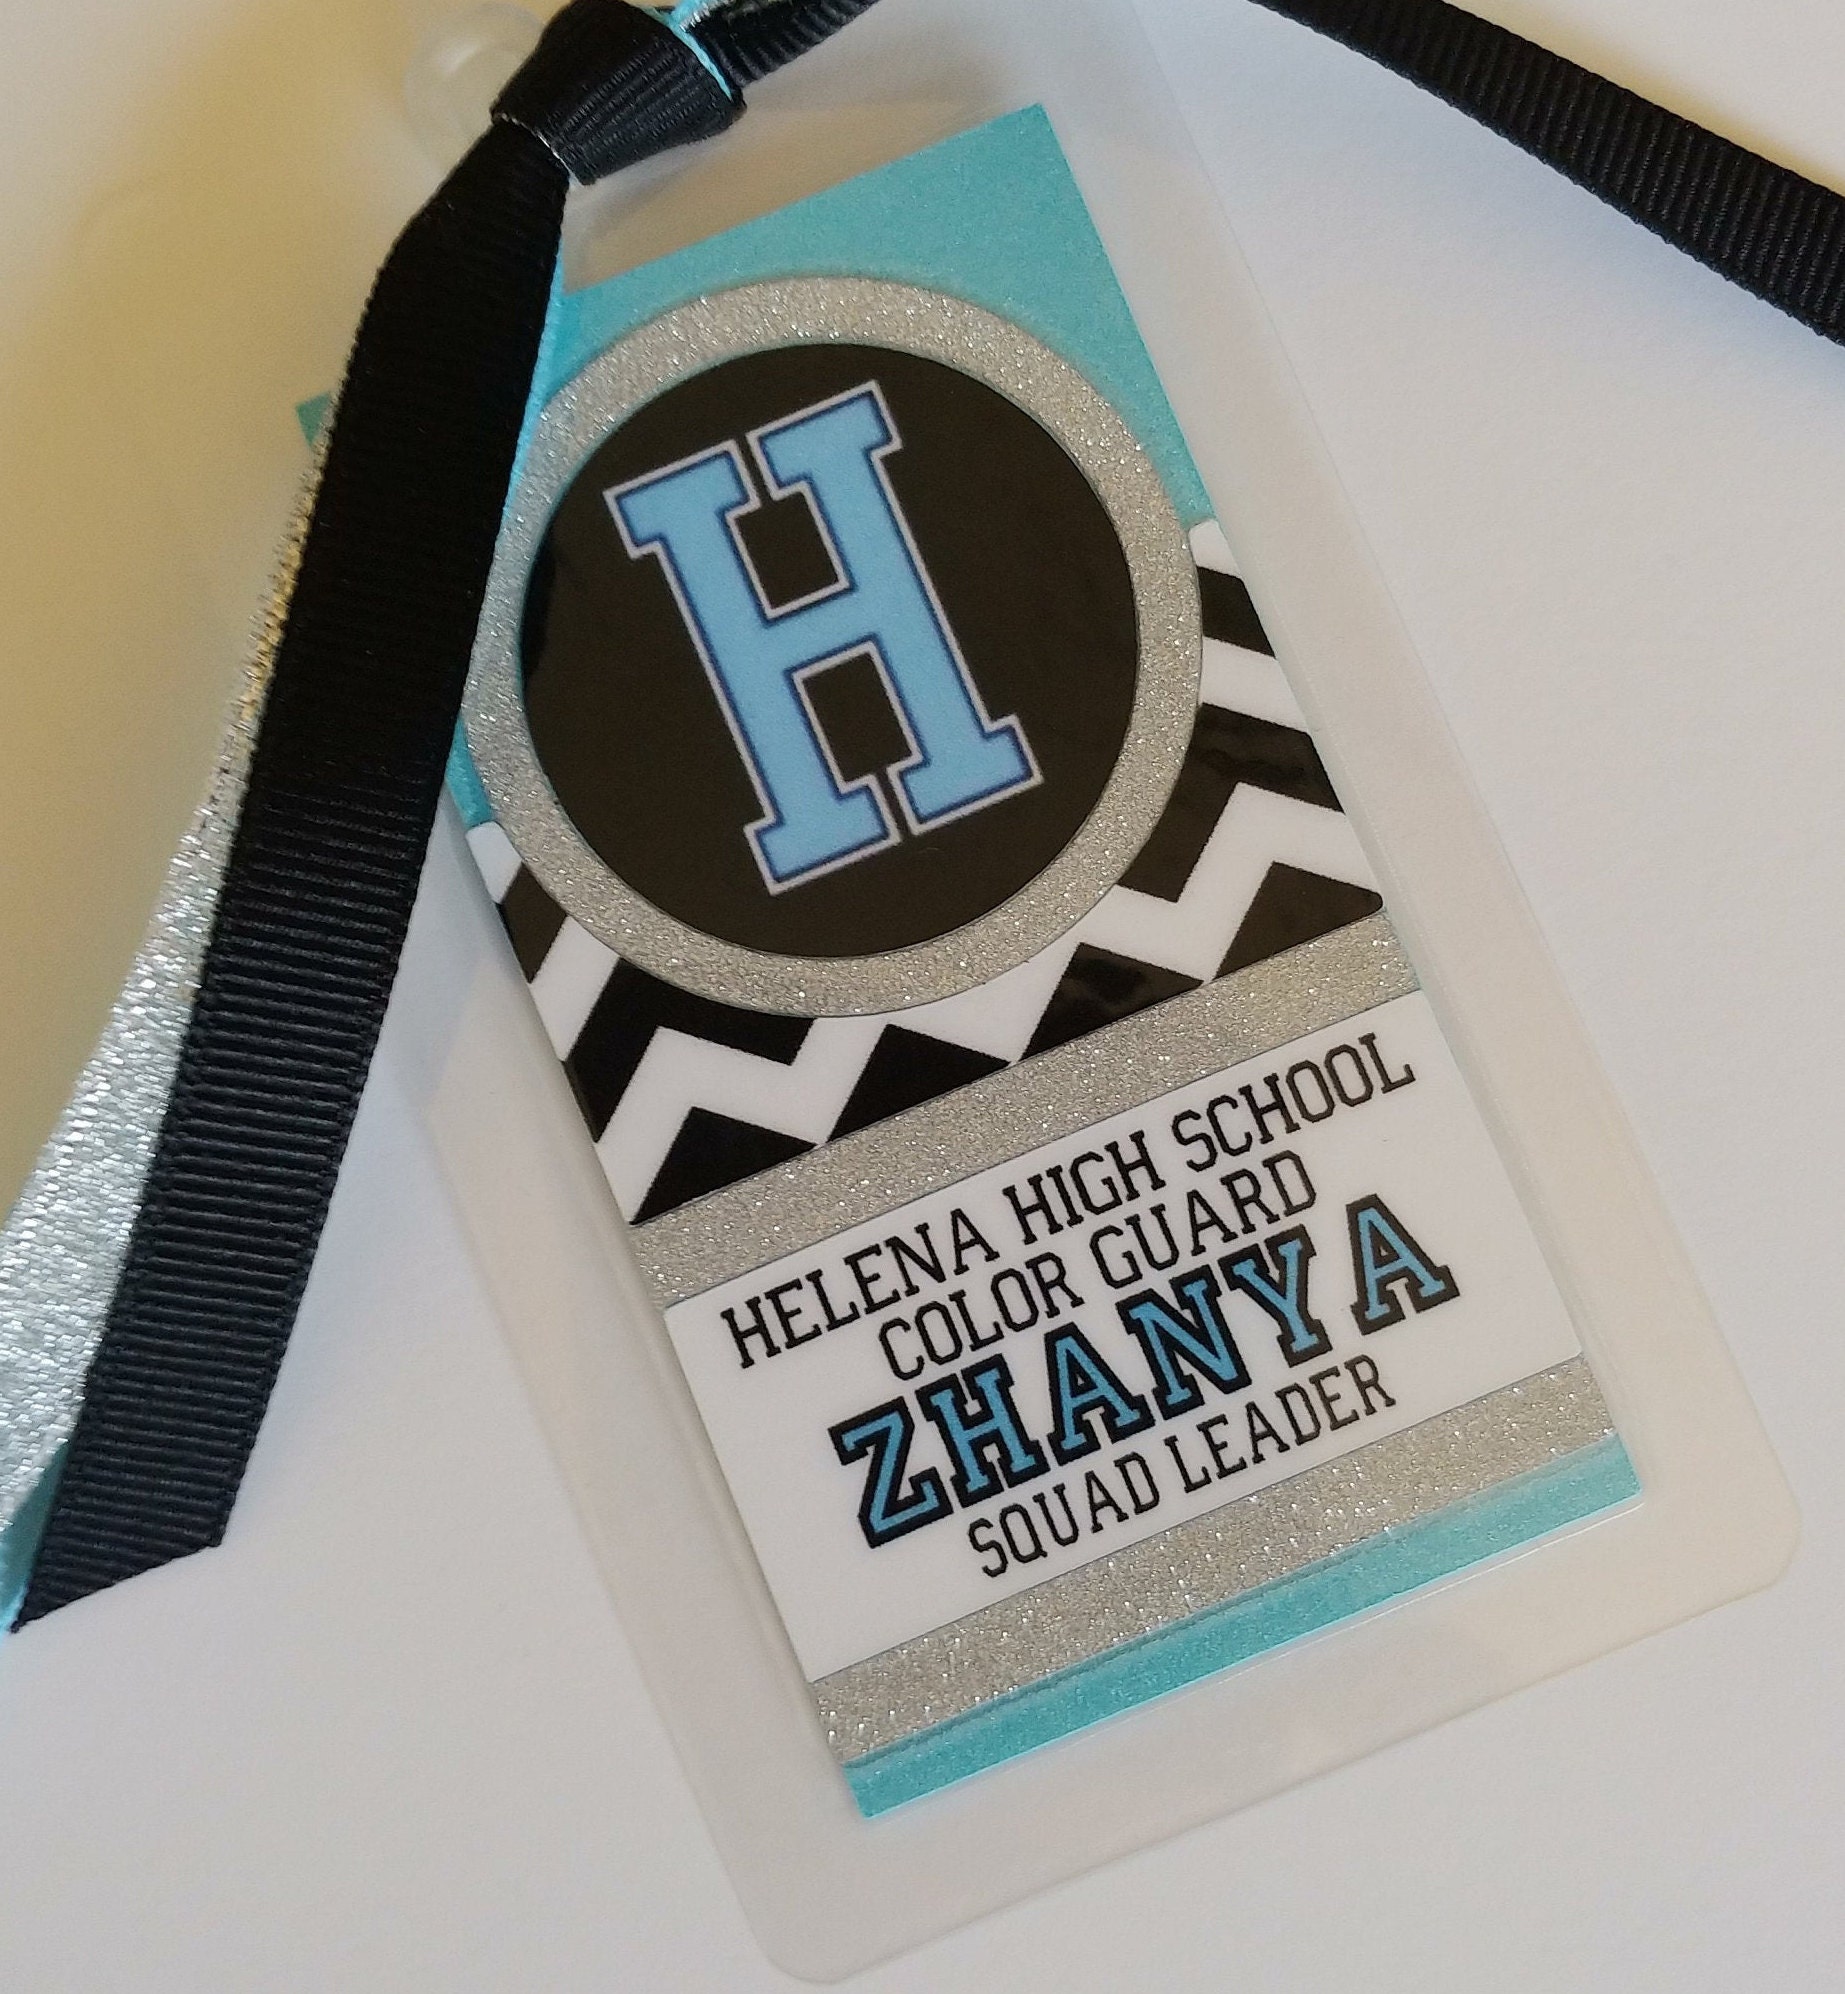 H
HELENA HIGH SCHOOL
COLOR GUARD
ZHANYA
SQUAD LEADER